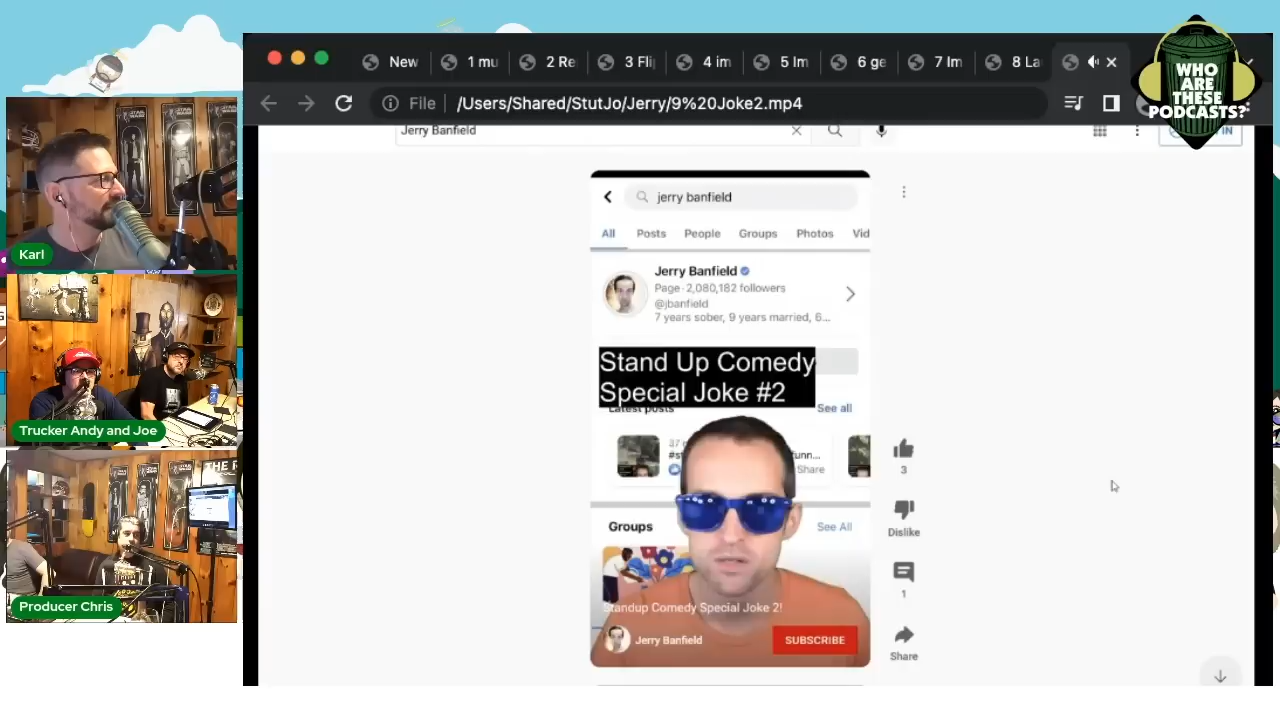 New
1 mu
2 Re
3 Fli
4 im
5 Im
6 ge
7 Im
8 La
WHO
ARE
THESE
PODCASTS?
File
/Users/Shared/StutJo/Jerry/9%20Joke2.mp4
Jerry Banfield
IN
jerry banfield
All
Posts
People
Groups
Photos
Vid
Jerry Banfield
Page · 2,080,182 followers
@jbanfield
7 years sober, 9 years married, 6...
Stand Up Comedy
Special Joke #2
Latest posts
See all
Share
3
Dislike
1
Share
Groups
See All
Standup Comedy Special Joke 2!
Jerry Banfield
SUBSCRIBE
Karl
Trucker Andy and Joe
THE
Producer Chris